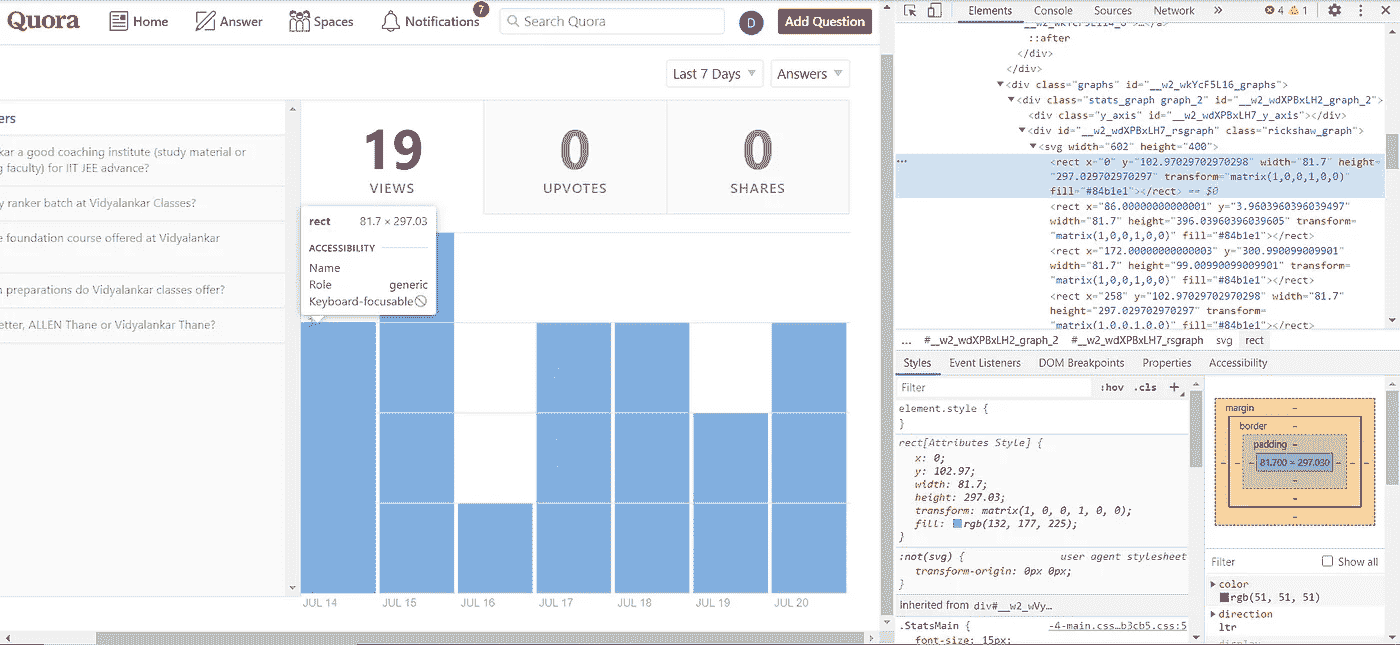 Quora
Home
Answer
Spaces
Notifications
7
Search Quora
D
Add Question
Last 7 Days
Answers
ers
kar a good coaching institute (study material or
g faculty) for IIT JEE advance?
y ranker batch at Vidyalankar Classes?
e foundation course offered at Vidyalankar
n preparations do Vidyalankar classes offer?
etter, ALLEN Thane or Vidyalankar Thane?
19
VIEWS
0
UPVOTES
0
SHARES
rect 81.7 × 297.03
ACCESSIBILITY
Name
Role generic
Keyboard-focusable
JUL 14
JUL 15
JUL 16
JUL 17
JUL 18
JUL 19
JUL 20
Elements Console Sources Network » 4 1
::after
</div>
</div>
<div class="graphs" id="__w2_wkYcF5L16_graphs">
<div class="stats_graph graph_2" id="__w2_wdXPBxLH2_graph_2">
<div class="y_axis" id="__w2_wdXPBxLH7_y_axis"></div>
<div id="__w2_wdXPBxLH7_rsgraph" class="rickshaw_graph">
<svg width="602" height="400">
<rect x="0" y="102.97029702970298" width="81.7" height=
"297.029702970297" transform="matrix(1,0,0,1,0,0)"
fill="#84b1e1"></rect> == $0
<rect x="86.00000000000001" y="3.9603960396039497"
width="81.7" height="396.03960396039605" transform=
"matrix(1,0,0,1,0,0)" fill="#84b1e1"></rect>
<rect x="172.00000000000003" y="300.990099009901"
width="81.7" height="99.00990099009901" transform=
"matrix(1,0,0,1,0,0)" fill="#84b1e1"></rect>
<rect x="258" y="102.97029702970298" width="81.7"
height="297.029702970297" transform=
"matrix(1,0,0,1,0,0)" fill="#84b1e1"></rect>
... #__w2_wdXPBxLH2_graph_2 #__w2_wdXPBxLH7_rsgraph svg rect
Styles Event Listeners DOM Breakpoints Properties Accessibility
Filter :hov .cls +
element.style {
}
rect[Attributes Style] {
x: 0;
y: 102.97;
width: 81.7;
height: 297.03;
transform: matrix(1, 0, 0, 1, 0, 0);
fill: rgb(132, 177, 225);
}
:not(svg) { user agent stylesheet
transform-origin: 0px 0px;
}
Inherited from div#__w2_wVy…
.StatsMain { -4-main.css…b3cb5.css:5
font-size: 15px;
margin –
border –
padding –
81.700 × 297.030
Filter Show all
color
rgb(51, 51, 51)
direction
ltr
display